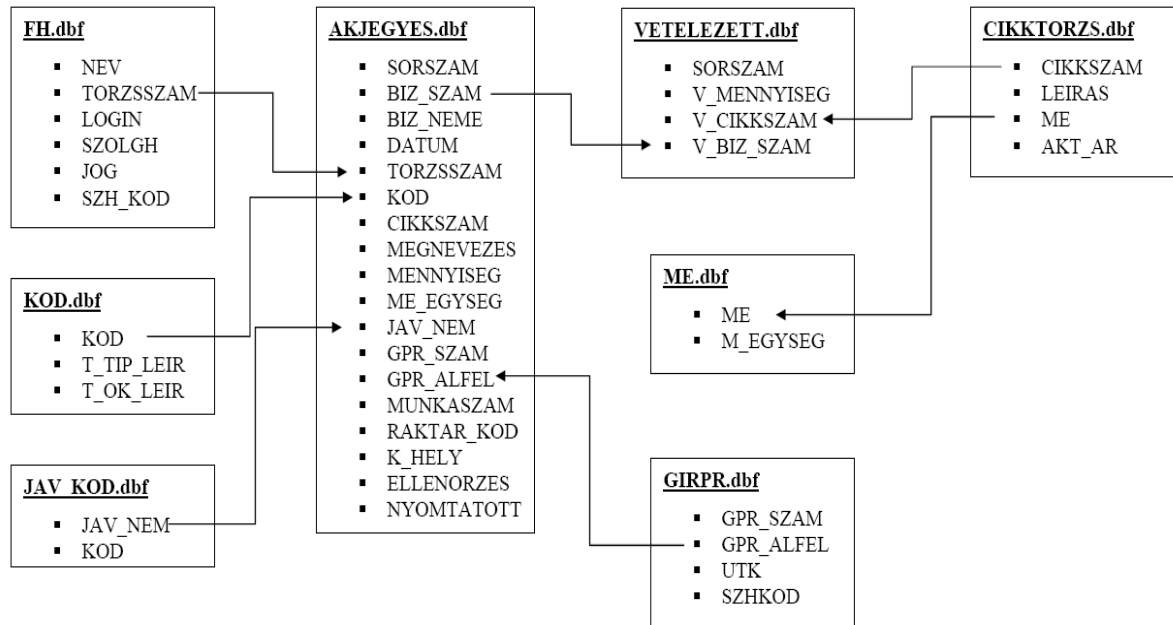 FH.dbf
NEV
TORZSSZAM
LOGIN
SZOLGH
JOG
SZH_KOD
KOD.dbf
KOD
T_TIP_LEIR
T_OK_LEIR
JAV_KOD.dbf
JAV_NEM
KOD
AKJEGYES.dbf
SORSZAM
BIZ_SZAM
BIZ_NEME
DATUM
TORZSSZAM
KOD
CIKKSZAM
MEGNEVEZES
MENNYISEG
ME_EGYSEG
JAV_NEM
GPR_SZAM
GPR_ALFEL
MUNKASZAM
RAKTAR_KOD
K_HELY
ELLENORZES
NYOMTATOTT
VETELEZETT.dbf
SORSZAM
V_MENNYISEG
V_CIKKSZAM
V_BIZ_SZAM
CIKKTORZS.dbf
CIKKSZAM
LEIRAS
ME
AKT_AR
ME.dbf
ME
M_EGYSEG
GIRPR.dbf
GPR_SZAM
GPR_ALFEL
UTK
SZHKOD